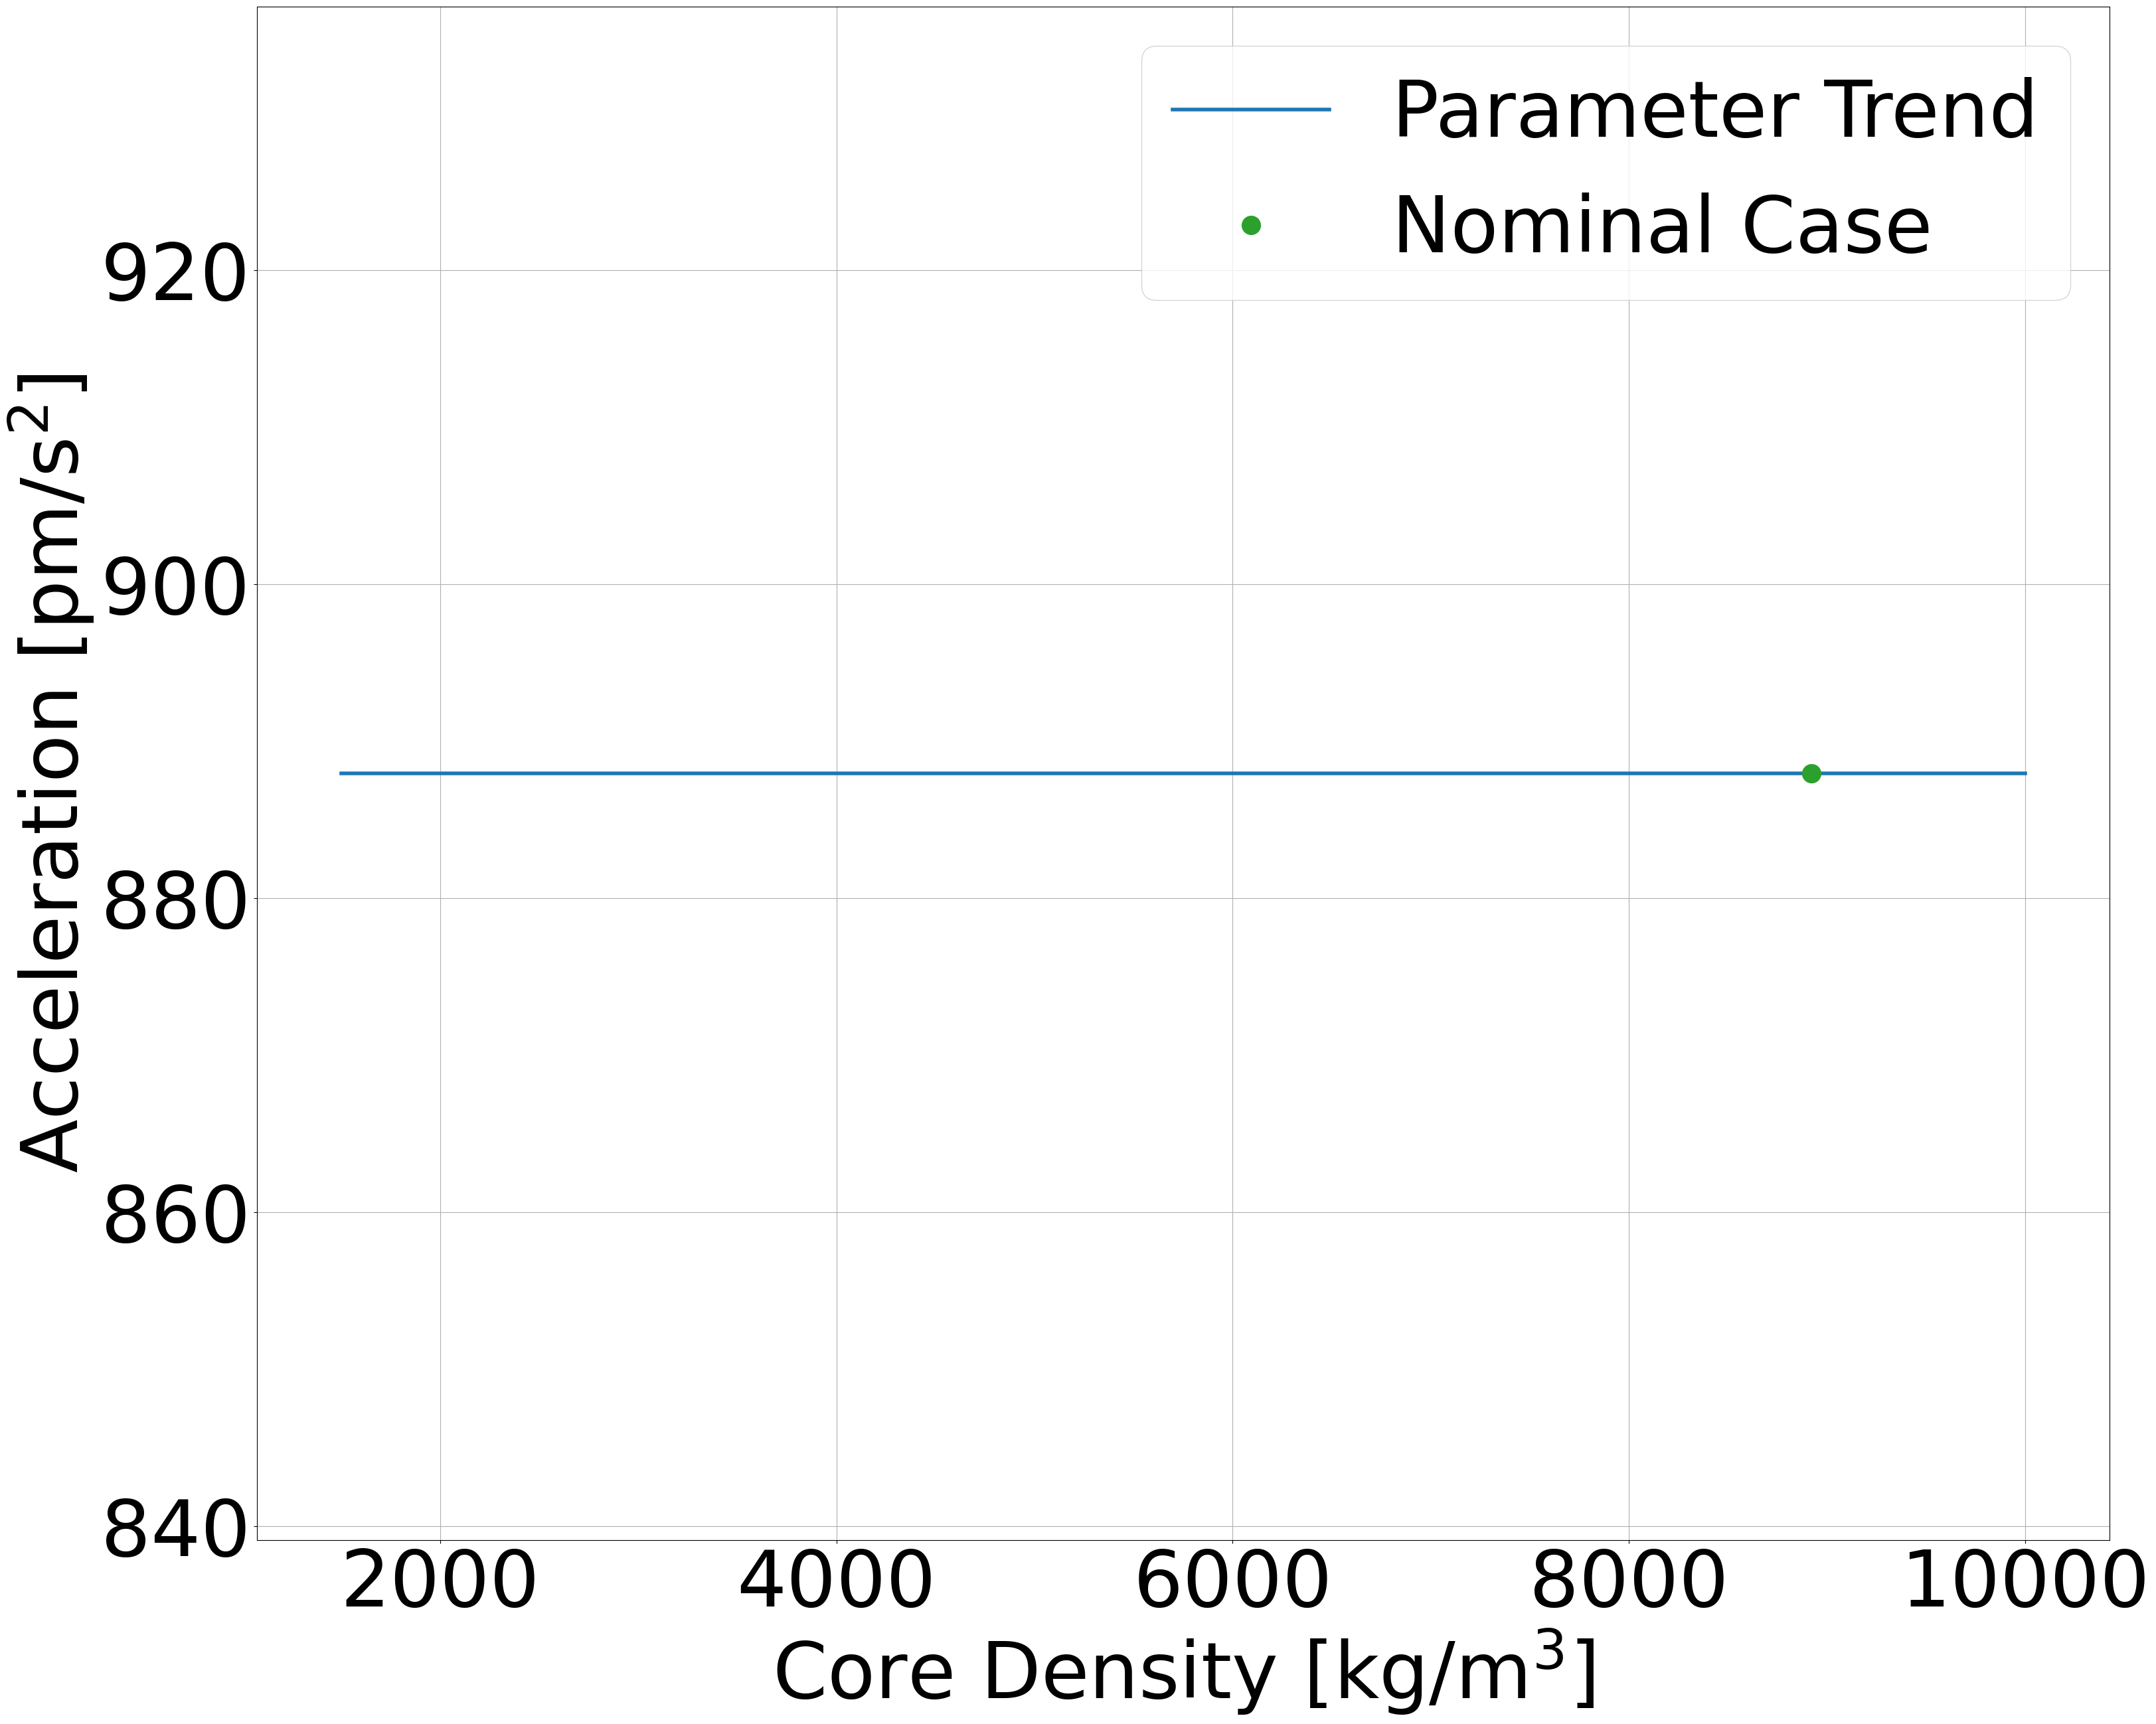 Parameter Trend
Nominal Case
920
900
880
860
840
Acceleration [pm/s²]
2000 4000 6000 8000 10000
Core Density [kg/m³]